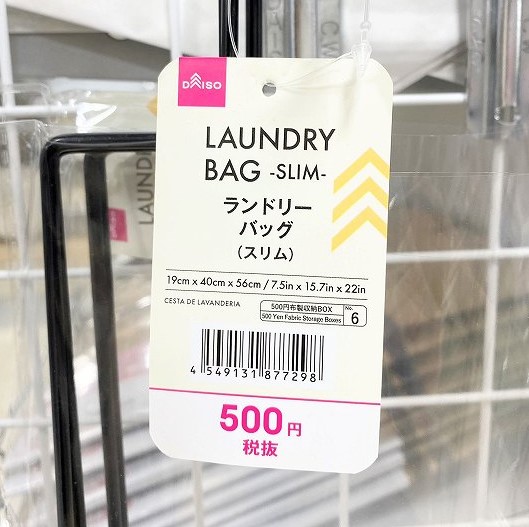 DAISO
LAUNDRY
BAG -SLIM-
ランドリー
バッグ
（スリム）
19cm x 40cm x 56cm / 7.5in x 15.7in x 22in
CESTA DE LAVANDERIA
500円布製収納BOX
500 Yen Fabric Storage Boxes
No.
6
4 549131 877298
500円
税抜
LAUNDRY